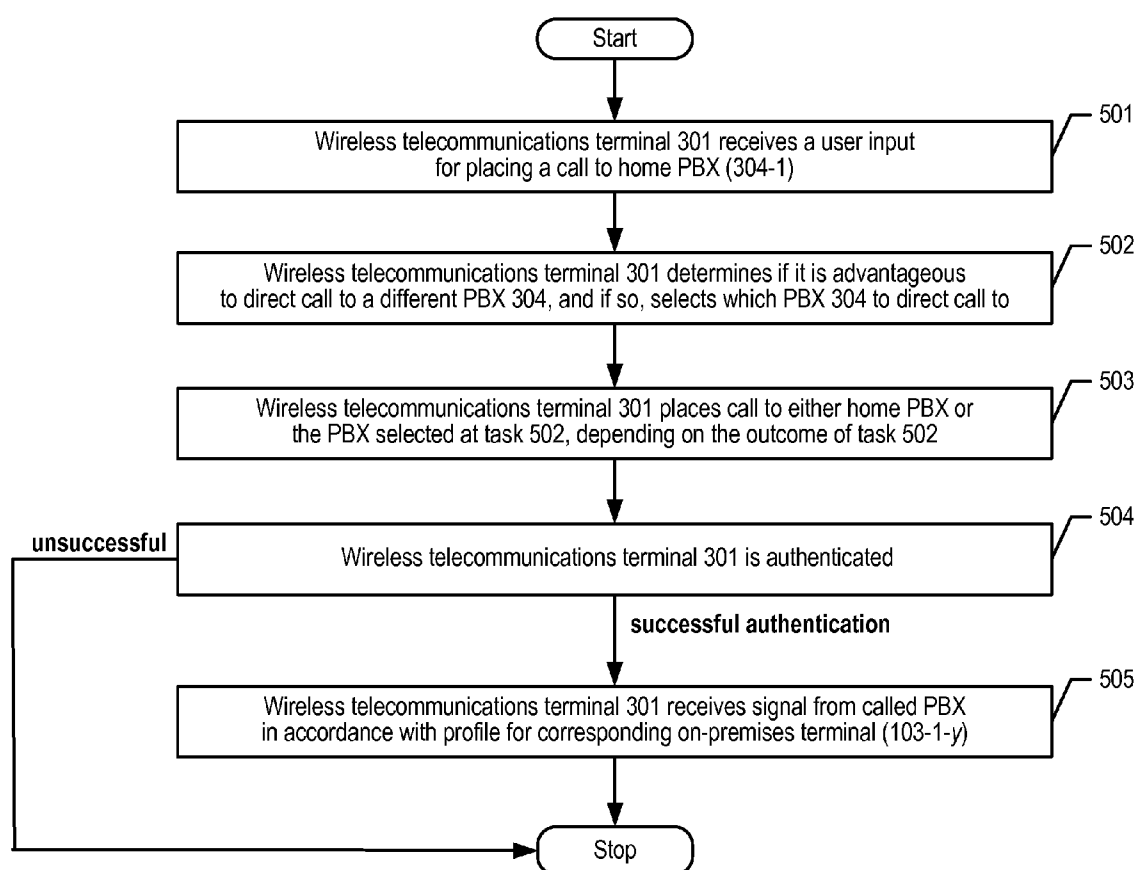 Start
501
Wireless telecommunications terminal 301 receives a user input
for placing a call to home PBX (304-1)
502
Wireless telecommunications terminal 301 determines if it is advantageous
to direct call to a different PBX 304, and if so, selects which PBX 304 to direct call to
503
Wireless telecommunications terminal 301 places call to either home PBX or
the PBX selected at task 502, depending on the outcome of task 502
504
unsuccessful
Wireless telecommunications terminal 301 is authenticated
successful authentication
505
Wireless telecommunications terminal 301 receives signal from called PBX
in accordance with profile for corresponding on-premises terminal (103-1-y)
Stop